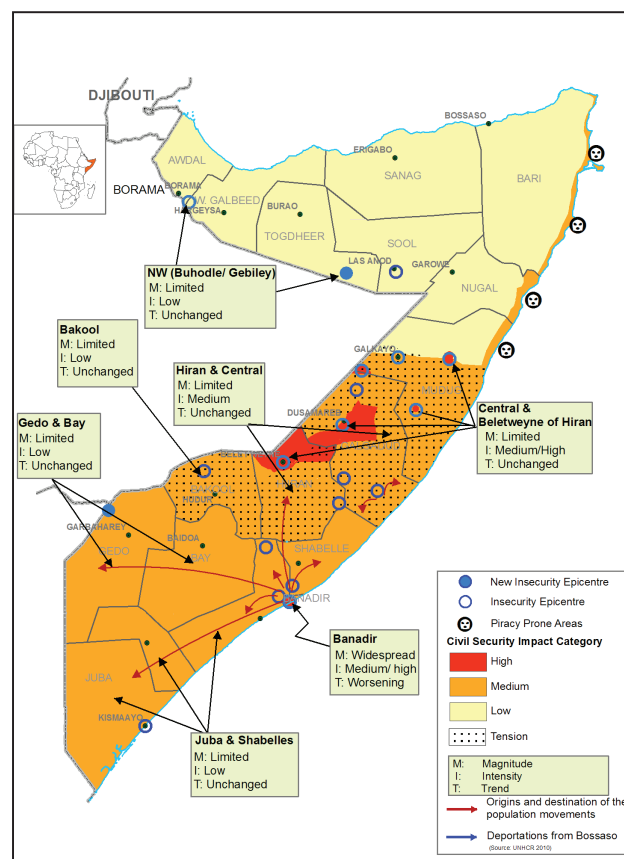 DJIBOUTI
BOSSASO
ERIGABO
AWDAL
SANAG
BARI
BORAMA
BORAMA
W. GALBEED
HARGEYSA
BURAO
TOGDHEER
SOOL
LAS ANOD
GAROWE
NUGAL
NW (Buhodle/ Gebiley)
M: Limited
I: Low
T: Unchanged
Bakool
M: Limited
I: Low
T: Unchanged
Hiran & Central
M: Limited
I: Medium
T: Unchanged
GALKAYO
MUDUG
DUSAMAREB
Central &
Beletweyne of Hiran
M: Limited
I: Medium/High
T: Unchanged
Gedo & Bay
M: Limited
I: Low
T: Unchanged
BAKOOL
HUDUR
GARBAHAREY
GEDO
BAIDOA
BAY
SHABELLE
BANADIR
Banadir
M: Widespread
I: Medium/ high
T: Worsening
JUBA
KISMAAYO
Juba & Shabelles
M: Limited
I: Low
T: Unchanged
New Insecurity Epicentre
Insecurity Epicentre
Piracy Prone Areas
Civil Security Impact Category
High
Medium
Low
Tension
M: Magnitude
I: Intensity
T: Trend
Origins and destination of the
population movements
Deportations from Bossaso
(Source: UNHCR 2010)